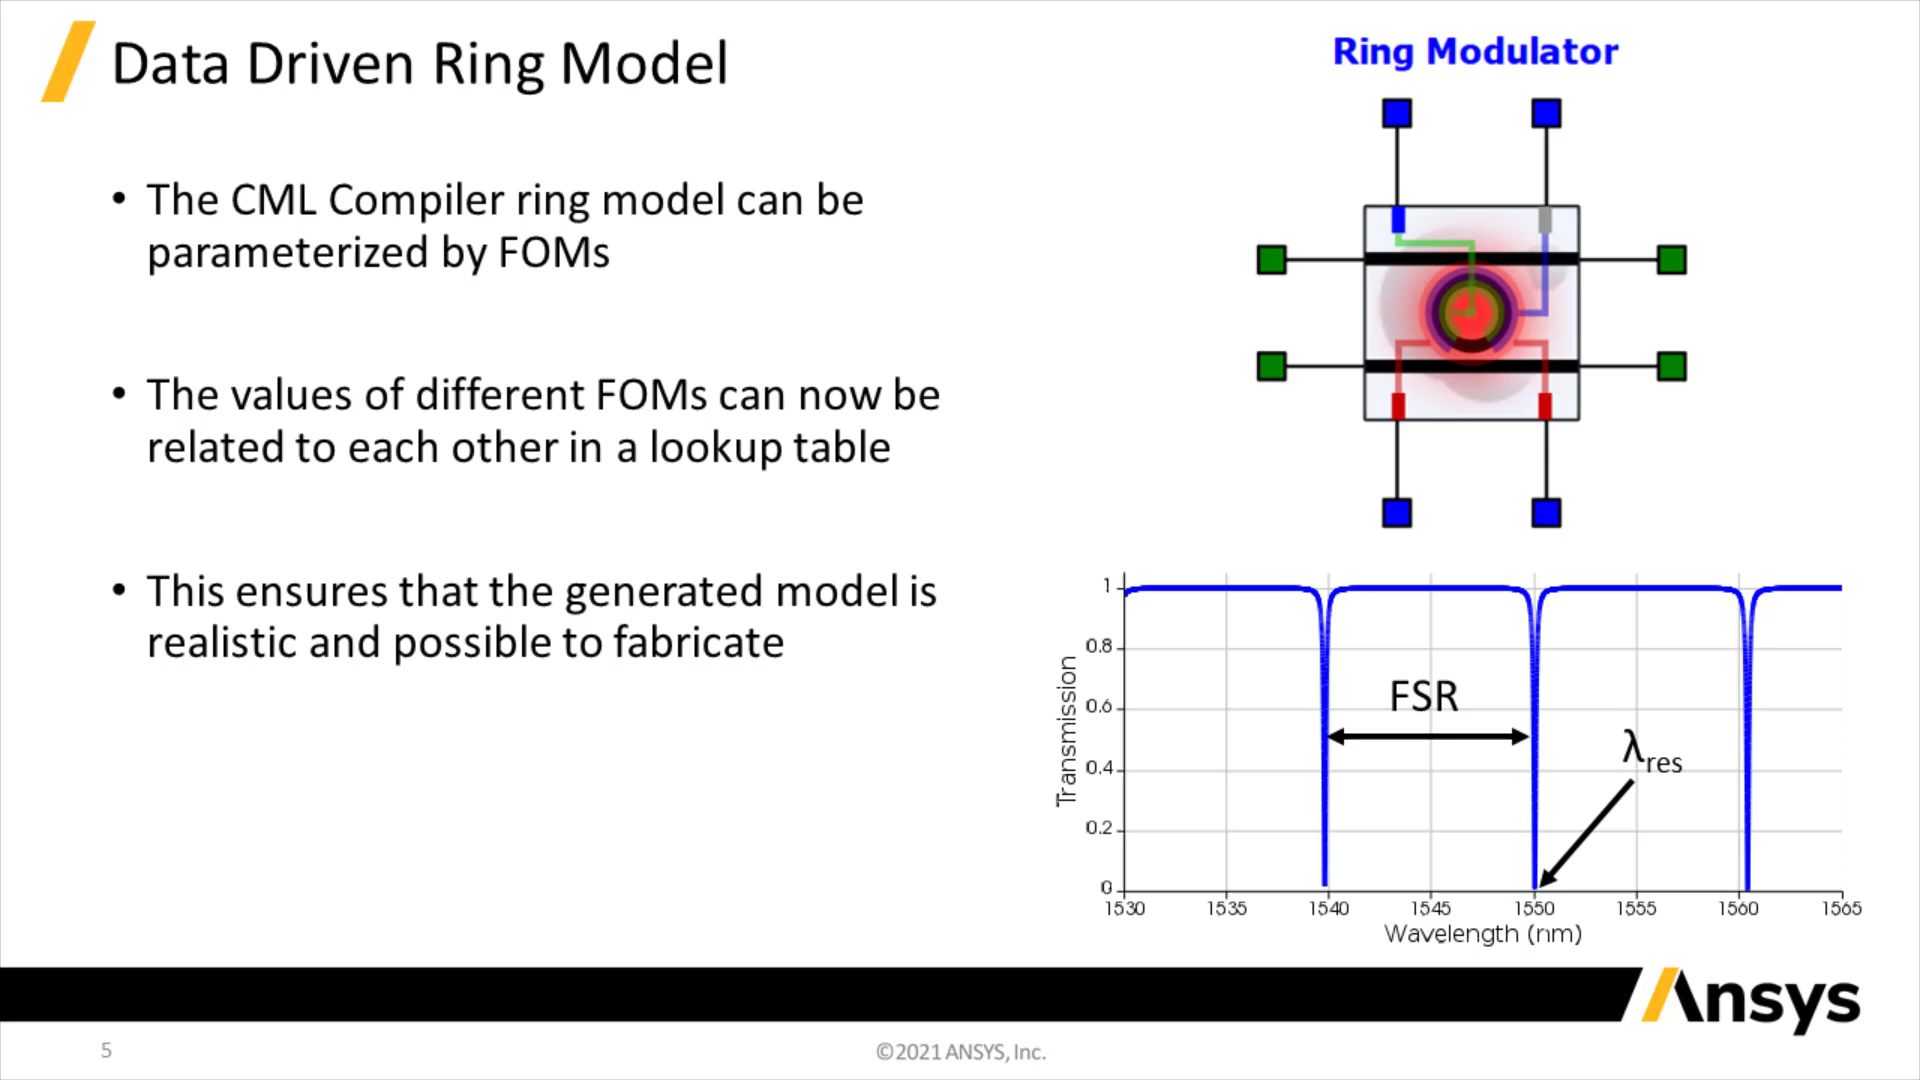 Data Driven Ring Model
• The CML Compiler ring model can be
parameterized by FOMs
• The values of different FOMs can now be
related to each other in a lookup table
• This ensures that the generated model is
realistic and possible to fabricate
Ring Modulator
1
0.8
0.6
0.4
0.2
0
Transmission
FSR
λres
1530 1535 1540 1545 1550 1555 1560 1565
Wavelength (nm)
Ansys
5
©2021 ANSYS, Inc.